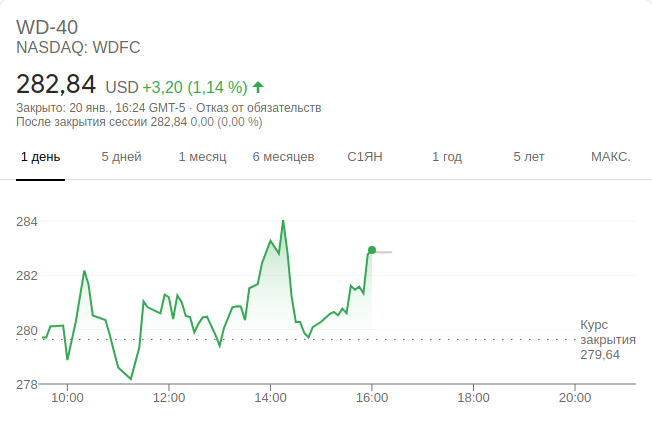 WD-40
NASDAQ: WDFC
282,84 USD +3,20 (1,14 %)
Закрыто: 20 янв., 16:24 GMT-5 · Отказ от обязательств
После закрытия сессии 282,84 0,00 (0,00 %)
1 день 5 дней 1 месяц 6 месяцев С1ЯН 1 год 5 лет МАКС.
284
282
280
Курс
закрытия
279,64
278
10:00 12:00 14:00 16:00 18:00 20:00